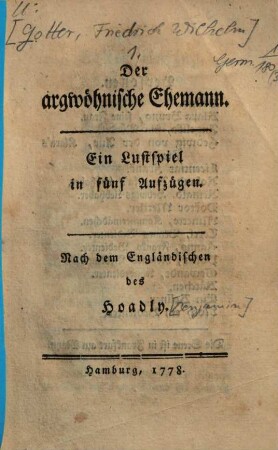 u:
[Gotter, Friedrich Wilhelm]
1.
Der
argwöhnische Ehemann.
Ein Lustspiel
in fünf Aufzügen.
Nach dem Engländischen
des
Hoadly. [Benjamin]
Hamburg, 1778.